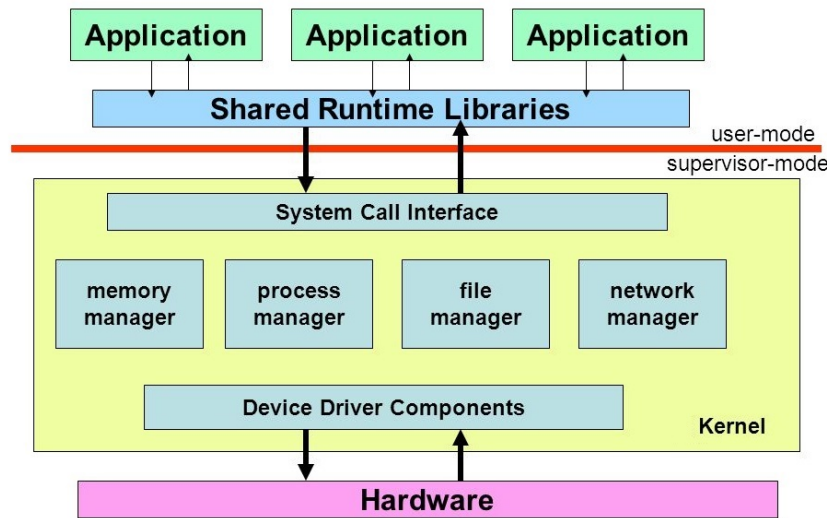 Application
Application
Application
Shared Runtime Libraries
user-mode
supervisor-mode
System Call Interface
memory
manager
process
manager
file
manager
network
manager
Device Driver Components
Kernel
Hardware